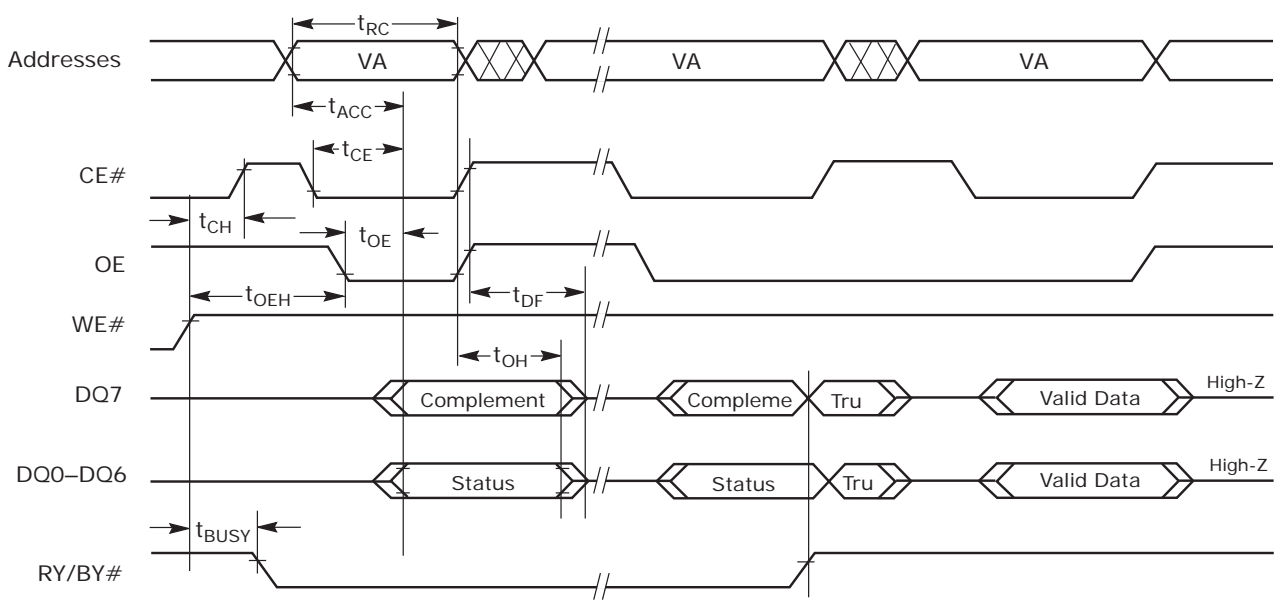 tRC
Addresses VA VA VA
tACC
tCE
CE#
tCH
tOE
OE
tOEH
tDF
WE#
tOH
DQ7 Complement Compleme Tru Valid Data High-Z
DQ0–DQ6 Status Status Tru Valid Data High-Z
tBUSY
RY/BY#